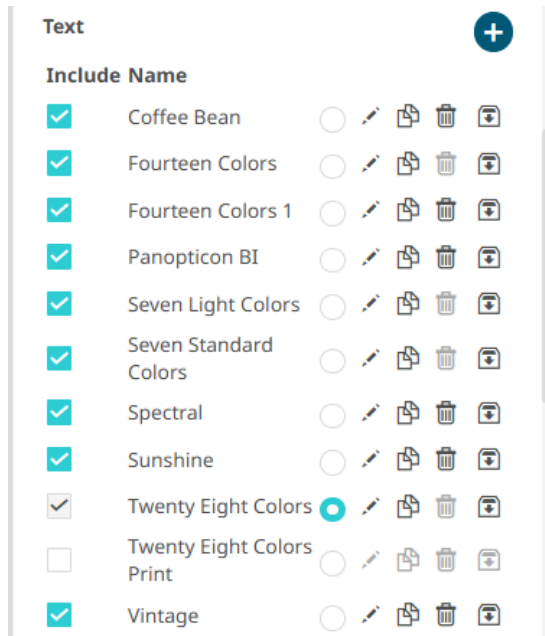 Text
Include Name
Coffee Bean
Fourteen Colors
Fourteen Colors 1
Panopticon BI
Seven Light Colors
Seven Standard
Colors
Spectral
Sunshine
Twenty Eight Colors
Twenty Eight Colors
Print
Vintage